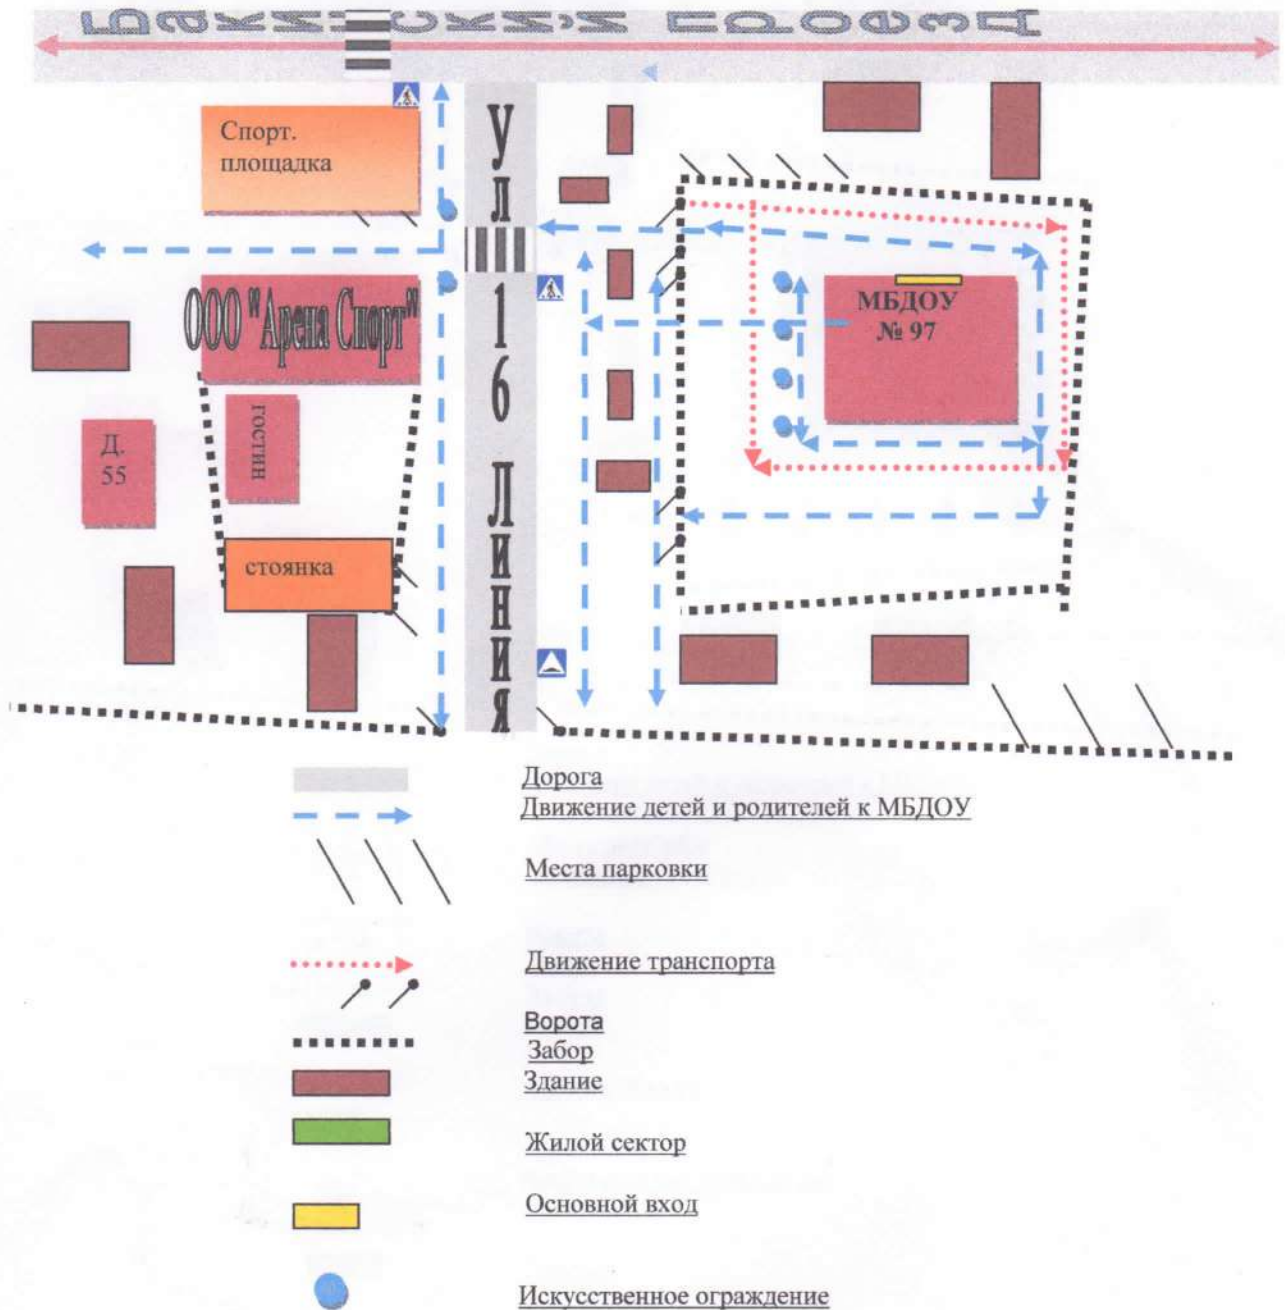 Бакинский проезд
Спорт.
площадка
ул 16 линия
ООО "Арена Спорт"
МБДОУ
№ 97
гостин
Д.
55
стоянка
Дорога
Движение детей и родителей к МБДОУ
Места парковки
Движение транспорта
Ворота
Забор
Здание
Жилой сектор
Основной вход
Искусственное ограждение